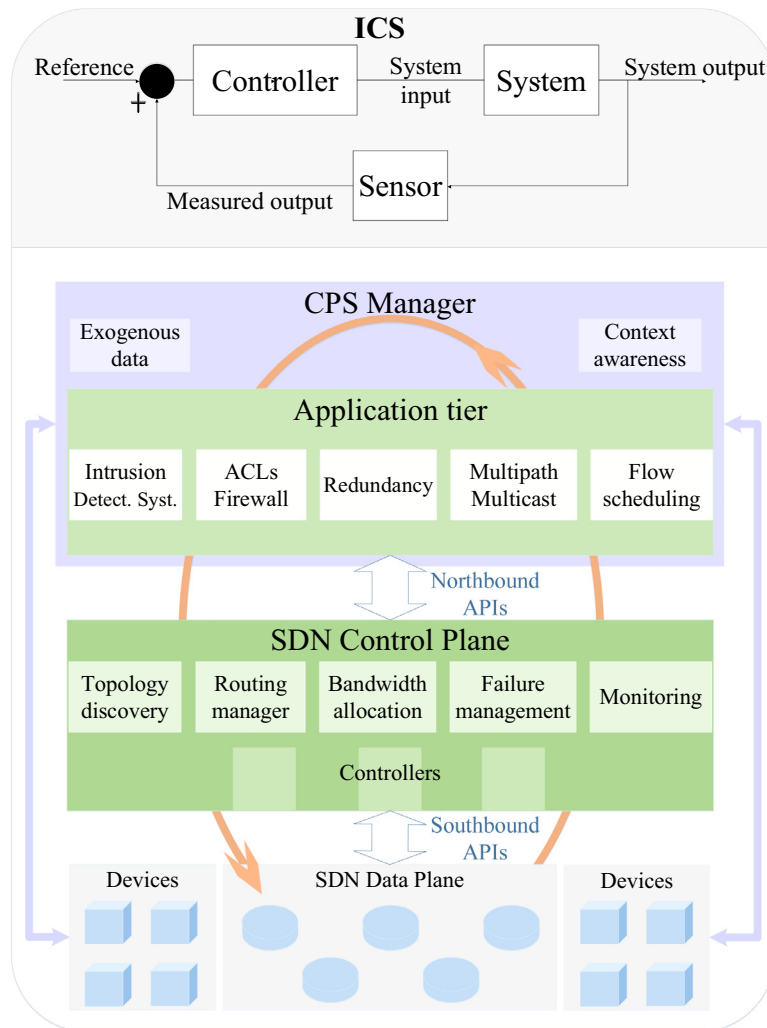 ICS
Reference
+
Controller
System
input
System
System output
Measured output
Sensor
CPS Manager
Exogenous
data
Context
awareness
Application tier
Intrusion
Detect. Syst.
ACLs
Firewall
Redundancy
Multipath
Multicast
Flow
scheduling
Northbound
APIs
SDN Control Plane
Topology
discovery
Routing
manager
Bandwidth
allocation
Failure
management
Monitoring
Controllers
Southbound
APIs
Devices
SDN Data Plane
Devices